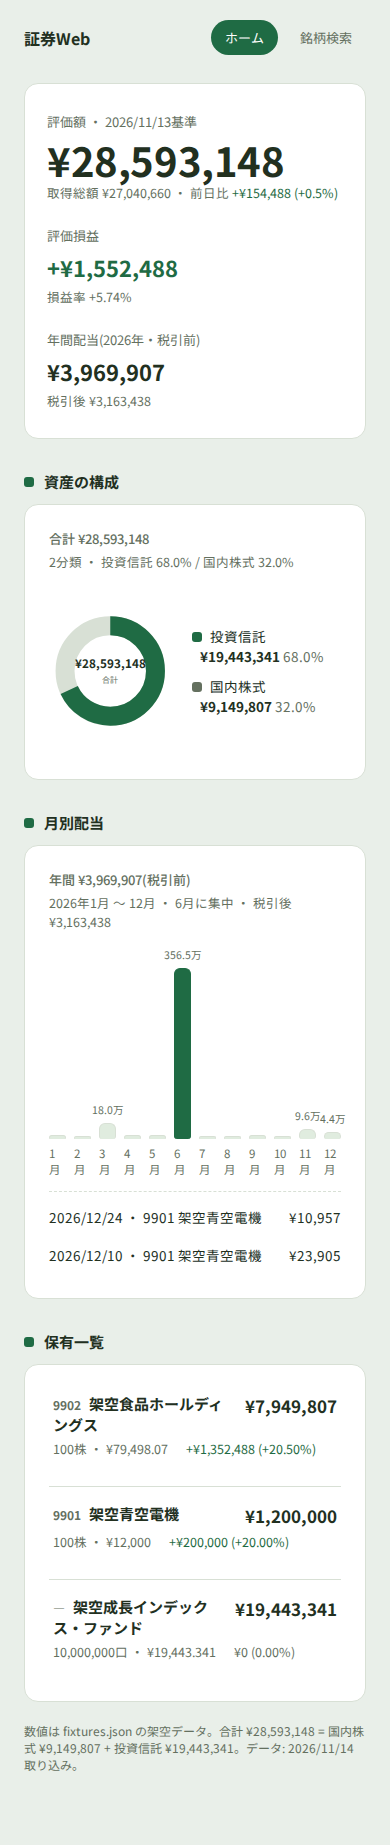 証券Web
ホーム
銘柄検索
評価額 ・ 2026/11/13基準
¥28,593,148
取得総額 ¥27,040,660 ・ 前日比 +¥154,488 (+0.5%)
評価損益
+¥1,552,488
損益率 +5.74%
年間配当(2026年・税引前)
¥3,969,907
税引後 ¥3,163,438
資産の構成
合計 ¥28,593,148
2分類 ・ 投資信託 68.0% / 国内株式 32.0%
¥28,593,148
合計
投資信託
¥19,443,341 68.0%
国内株式
¥9,149,807 32.0%
月別配当
年間 ¥3,969,907(税引前)
2026年1月 〜 12月 ・ 6月に集中 ・ 税引後
¥3,163,438
356.5万
18.0万
9.6万
4.4万
1月 2月 3月 4月 5月 6月 7月 8月 9月 10月 11月 12月
2026/12/24 ・ 9901 架空青空電機 ¥10,957
2026/12/10 ・ 9901 架空青空電機 ¥23,905
保有一覧
9902 架空食品ホールディ
ングス
¥7,949,807
100株 ・ ¥79,498.07 +¥1,352,488 (+20.50%)
9901 架空青空電機 ¥1,200,000
100株 ・ ¥12,000 +¥200,000 (+20.00%)
— 架空成長インデック
ス・ファンド
¥19,443,341
10,000,000口 ・ ¥19,443.341 ¥0 (0.00%)
数値は fixtures.json の架空データ。合計 ¥28,593,148 = 国内株
式 ¥9,149,807 + 投資信託 ¥19,443,341。データ: 2026/11/14
取り込み。